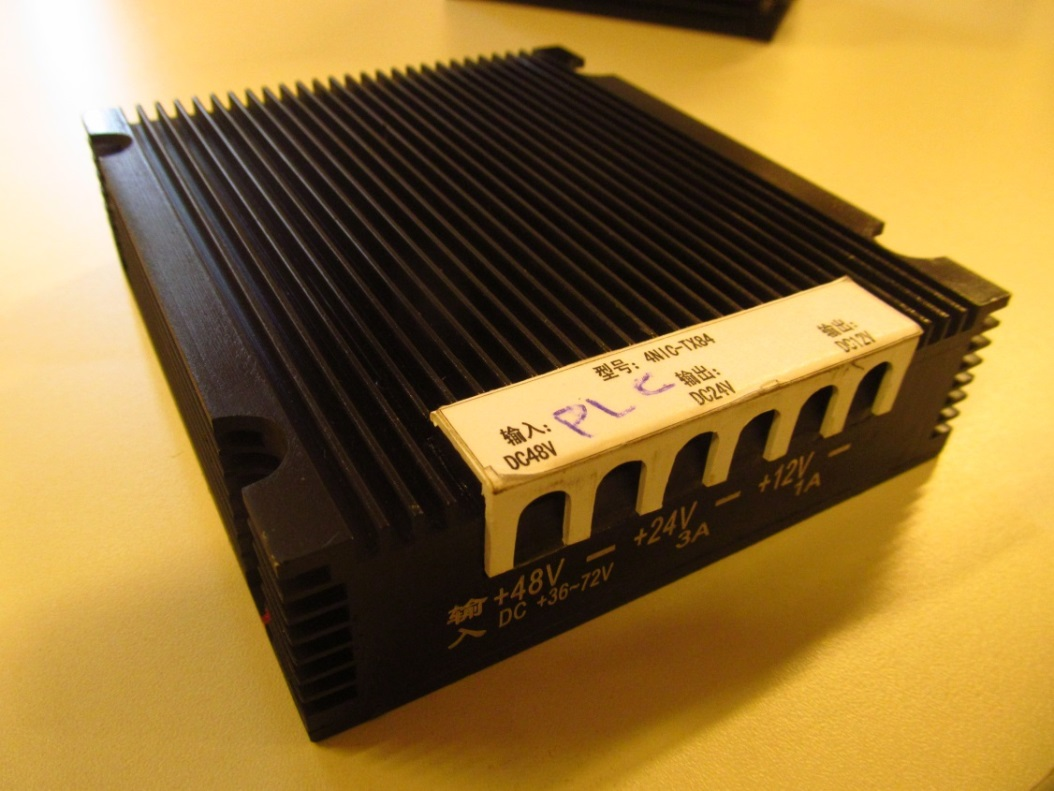 型号：4NIC-TX84
输入：
DC48V
PLC
输出：
DC24V
输出：
DC12V
输入
+48V — +24V — +12V —
DC +36~72V
3A
1A